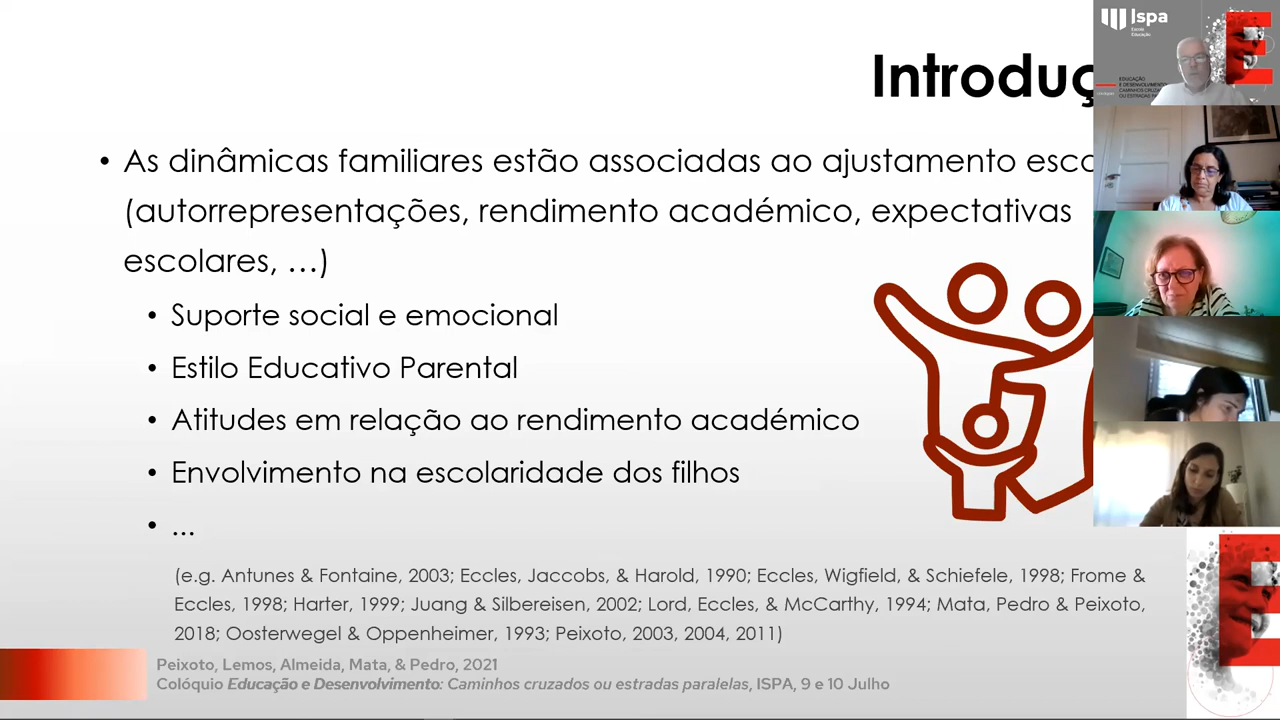 Introduç
• As dinâmicas familiares estão associadas ao ajustamento esco
(autorrepresentações, rendimento académico, expectativas
escolares, ...)
• Suporte social e emocional
• Estilo Educativo Parental
• Atitudes em relação ao rendimento académico
• Envolvimento na escolaridade dos filhos
• ...
(e.g. Antunes & Fontaine, 2003; Eccles, Jaccobs, & Harold, 1990; Eccles, Wigfield, & Schiefele, 1998; Frome &
Eccles, 1998; Harter, 1999; Juang & Silbereisen, 2002; Lord, Eccles, & McCarthy, 1994; Mata, Pedro & Peixoto,
2018; Oosterwegel & Oppenheimer, 1993; Peixoto, 2003, 2004, 2011)
Peixoto, Lemos, Almeida, Mata, & Pedro, 2021
Colóquio Educação e Desenvolvimento: Caminhos cruzados ou estradas paralelas, ISPA, 9 e 10 Julho
Ispa
EDUCAÇÃO
E DESENVOLVIMENTO
CAMINHOS CRUZ
OU ESTRADAS PA
E
E